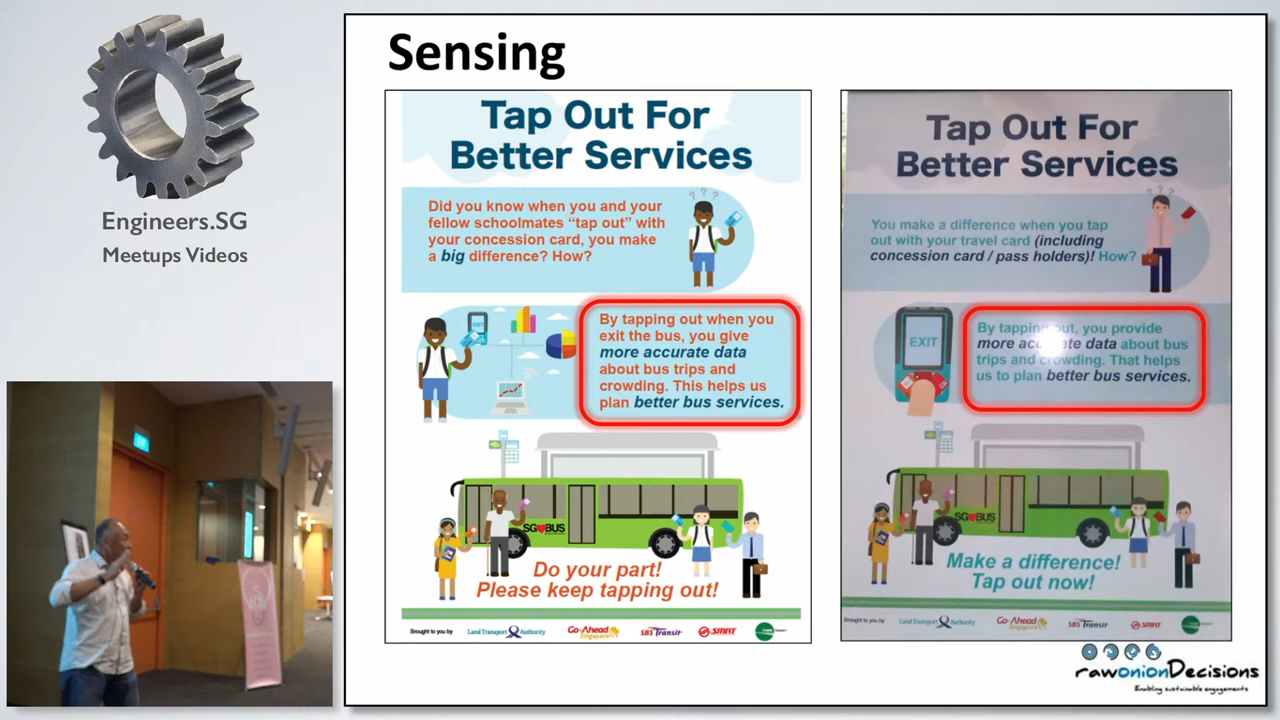 Engineers.SG
Meetups Videos
Sensing
Tap Out For
Better Services
Did you know when you and your
fellow schoolmates “tap out” with
your concession card, you make
a big difference? How?
By tapping out when you
exit the bus, you give
more accurate data
about bus trips and
crowding. This helps us
plan better bus services.
SG♥BUS
Do your part!
Please keep tapping out!
Brought to you by
Land Transport Authority
Go-Ahead
Singapore
SBS Transit
SMRT
Tap Out For
Better Services
You make a difference when you tap
out with your travel card (including
concession card / pass holders)! How?
EXIT
By tapping out, you provide
more accurate data about bus
trips and crowding. That helps
us to plan better bus services.
SG♥BUS
Make a difference!
Tap out now!
Brought to you by
Land Transport Authority
Go-Ahead
Singapore
SBS Transit
SMRT
rawonionDecisions
Enabling sustainable engagements